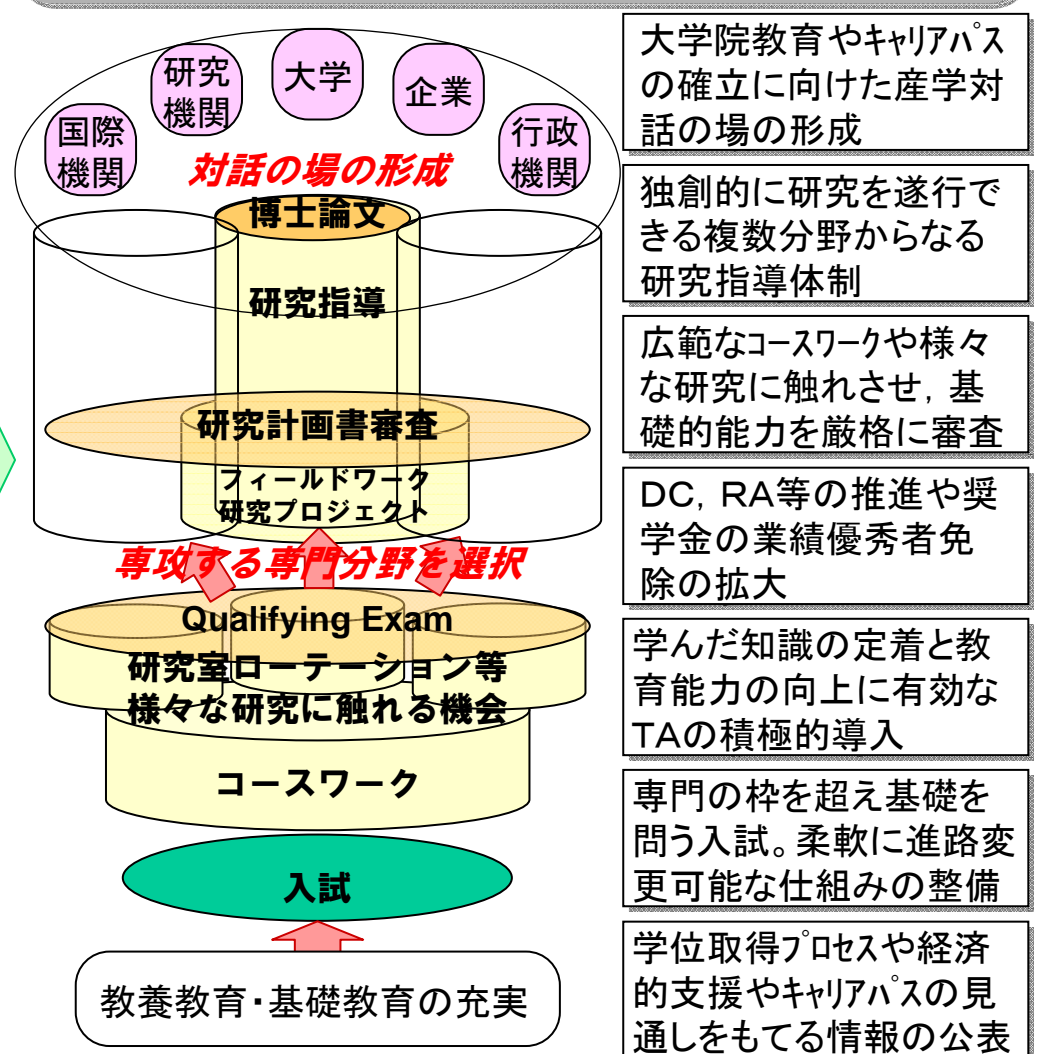 研究
機関
大学
企業
国際
機関
行政
機関
対話の場の形成
博士論文
研究指導
研究計画書審査
フィールドワーク
研究プロジェクト
専攻する専門分野を選択
Qualifying Exam
研究室ローテーション等
様々な研究に触れる機会
コースワーク
入試
教養教育・基礎教育の充実
大学院教育やｷｬﾘｱﾊﾟｽ
の確立に向けた産学対
話の場の形成
独創的に研究を遂行で
きる複数分野からなる
研究指導体制
広範なｺｰｽﾜｰｸや様々
な研究に触れさせ，基
礎的能力を厳格に審査
ＤＣ，ＲＡ等の推進や奨
学金の業績優秀者免
除の拡大
学んだ知識の定着と教
育能力の向上に有効な
ＴＡの積極的導入
専門の枠を超え基礎を
問う入試。柔軟に進路変
更可能な仕組みの整備
学位取得ﾌﾟﾛｾｽや経済
的支援やｷｬﾘｱﾊﾟｽの見
通しをもてる情報の公表